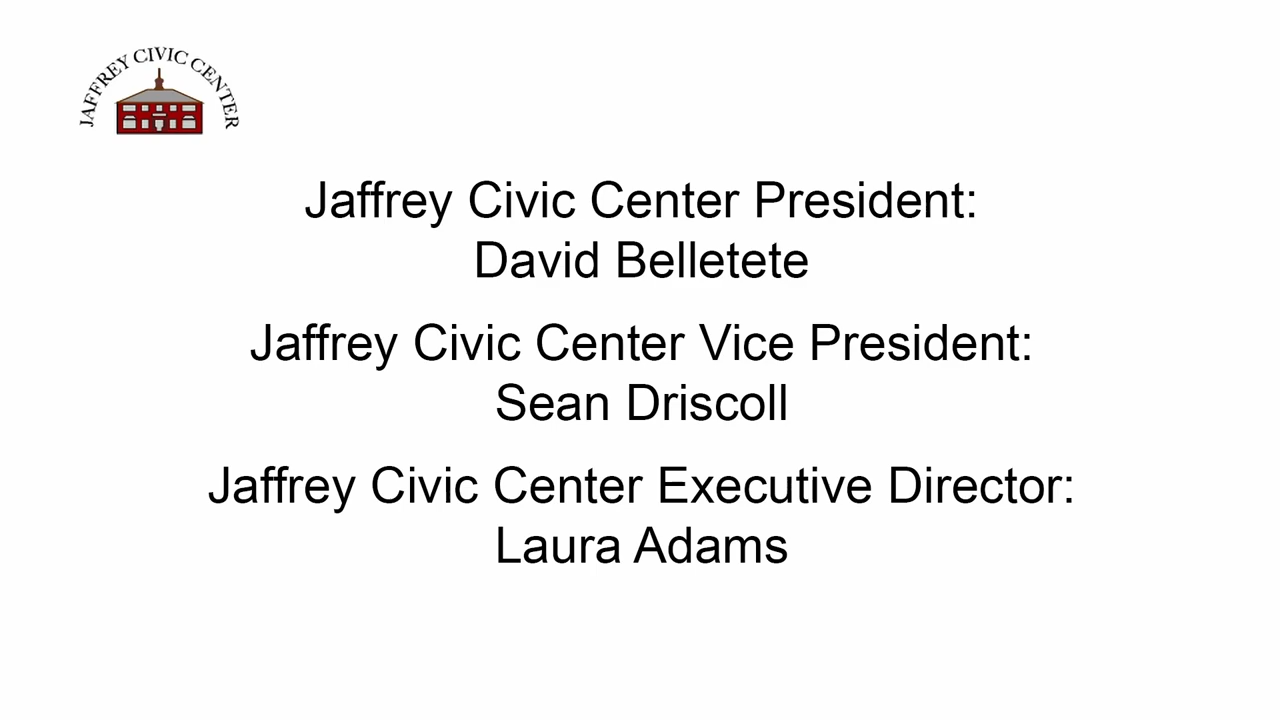 JAFFREY CIVIC CENTER
Jaffrey Civic Center President:
David Belletete
Jaffrey Civic Center Vice President:
Sean Driscoll
Jaffrey Civic Center Executive Director:
Laura Adams